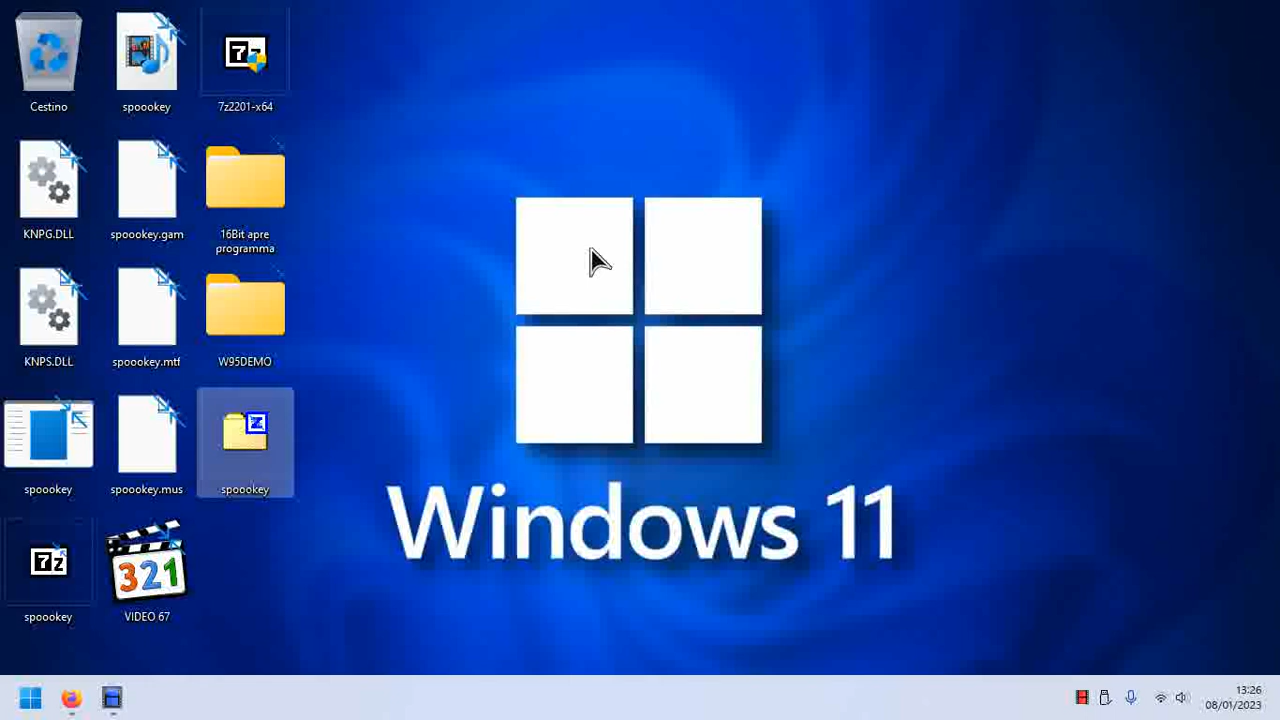 Cestino
spoookey
7z2201-x64
KNPG.DLL
spoookey.gam
16Bit apre
programma
KNPS.DLL
spoookey.mtf
W95DEMO
spoookey
spoookey.mus
spoookey
spoookey
VIDEO 67
Windows 11
13:26
08/01/2023